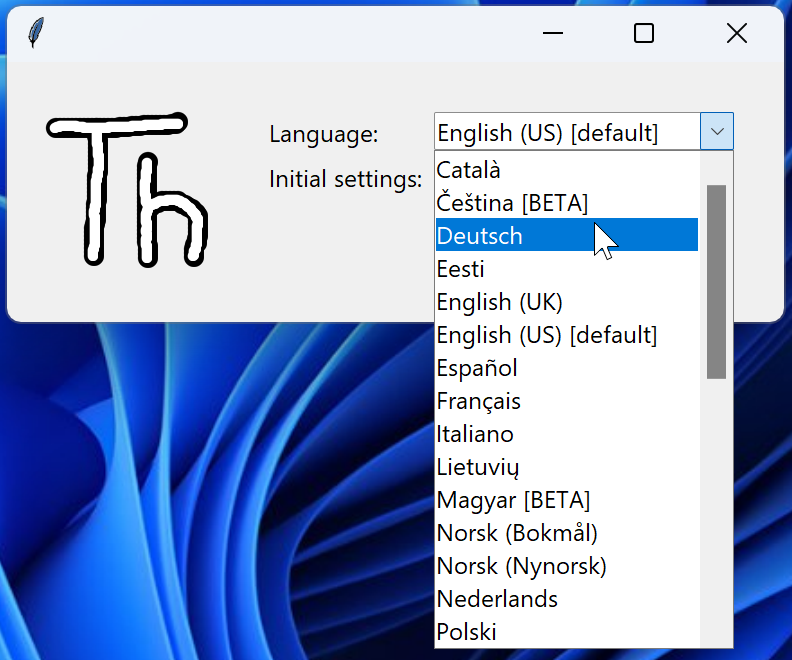 Th
Language:
English (US) [default]
Initial settings:
Català
Čeština [BETA]
Deutsch
Eesti
English (UK)
English (US) [default]
Español
Français
Italiano
Lietuvių
Magyar [BETA]
Norsk (Bokmål)
Norsk (Nynorsk)
Nederlands
Polski